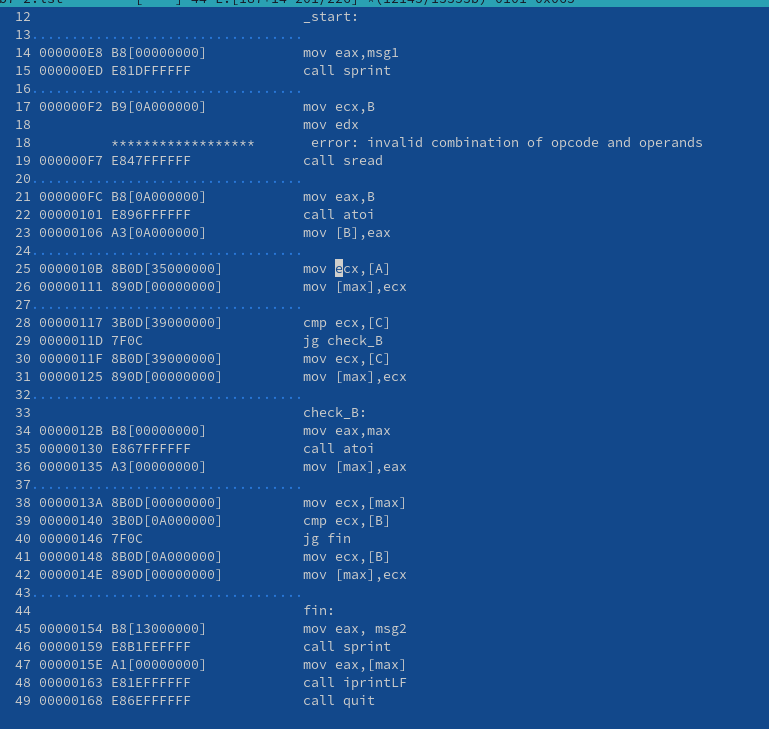 12 _start:
13..................................
14 000000E8 B8[00000000] mov eax,msg1
15 000000ED E81DFFFFFF call sprint
16..................................
17 000000F2 B9[0A000000] mov ecx,B
18 mov edx
18 ****************** error: invalid combination of opcode and operands
19 000000F7 E847FFFFFF call sread
20..................................
21 000000FC B8[0A000000] mov eax,B
22 00000101 E896FFFFFF call atoi
23 00000106 A3[0A000000] mov [B],eax
24..................................
25 0000010B 8B0D[35000000] mov ecx,[A]
26 00000111 890D[00000000] mov [max],ecx
27..................................
28 00000117 3B0D[39000000] cmp ecx,[C]
29 0000011D 7F0C jg check_B
30 0000011F 8B0D[39000000] mov ecx,[C]
31 00000125 890D[00000000] mov [max],ecx
32..................................
33 check_B:
34 0000012B B8[00000000] mov eax,max
35 00000130 E867FFFFFF call atoi
36 00000135 A3[00000000] mov [max],eax
37..................................
38 0000013A 8B0D[00000000] mov ecx,[max]
39 00000140 3B0D[0A000000] cmp ecx,[B]
40 00000146 7F0C jg fin
41 00000148 8B0D[0A000000] mov ecx,[B]
42 0000014E 890D[00000000] mov [max],ecx
43..................................
44 fin:
45 00000154 B8[13000000] mov eax, msg2
46 00000159 E8B1FEFFFF call sprint
47 0000015E A1[00000000] mov eax,[max]
48 00000163 E81EFFFFFF call iprintLF
49 00000168 E86EFFFFFF call quit